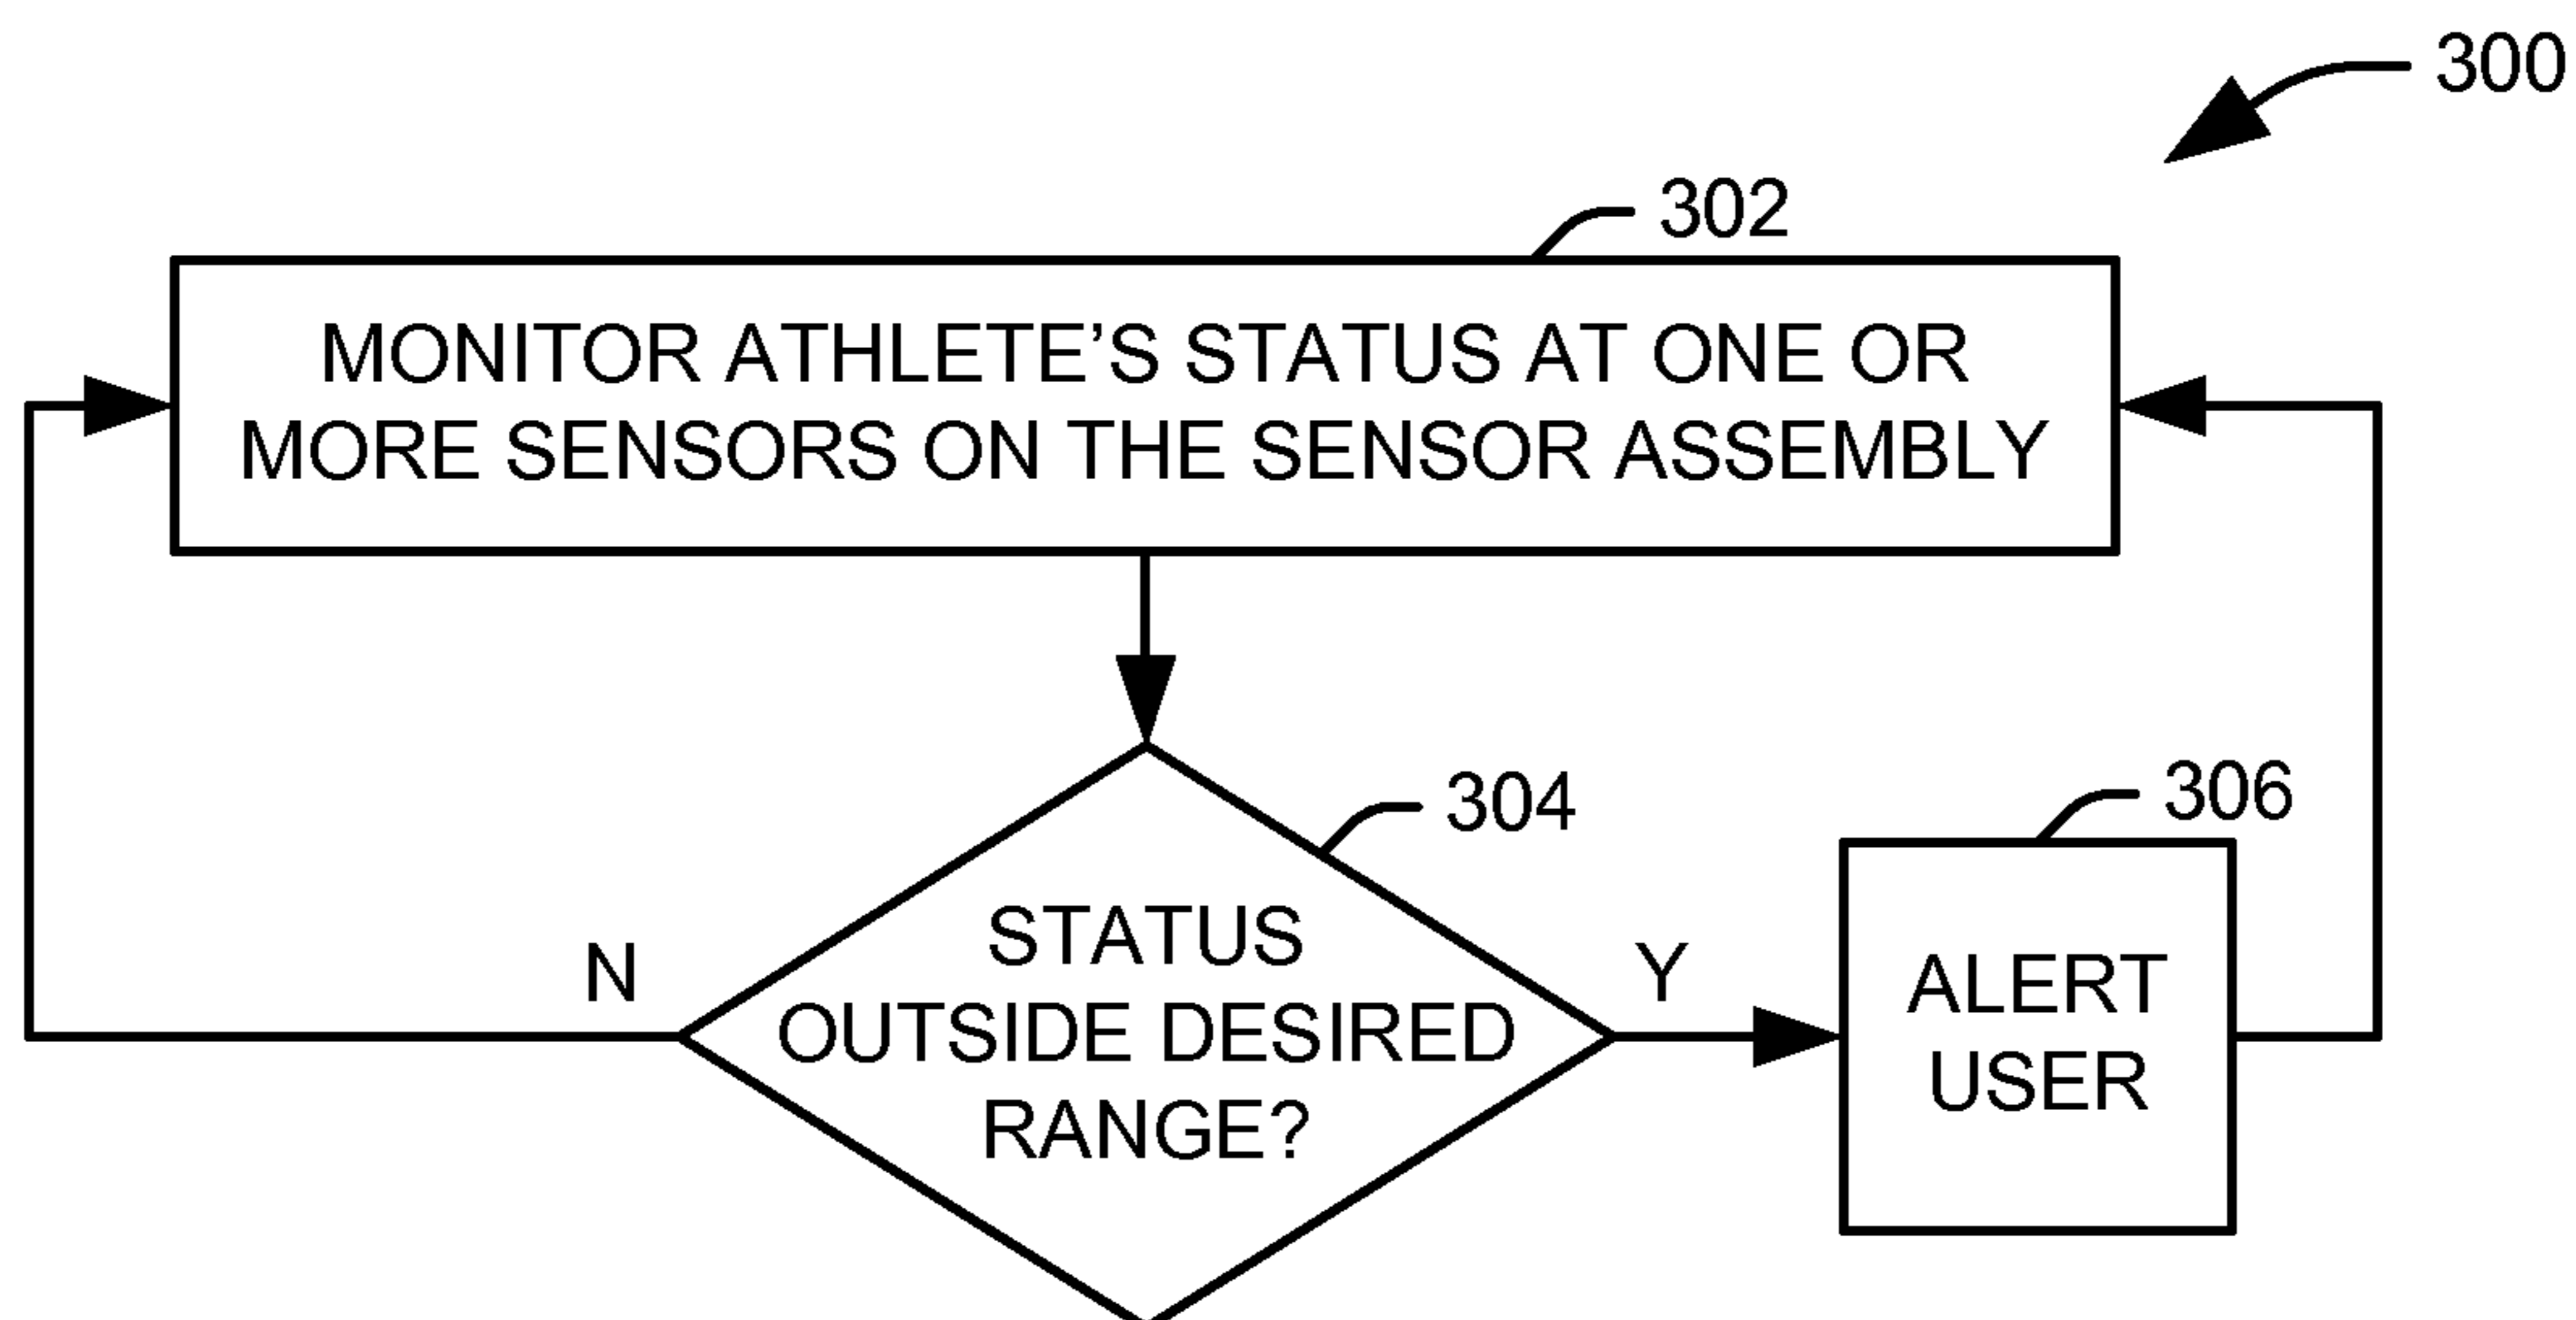 300
302
MONITOR ATHLETE’S STATUS AT ONE OR
MORE SENSORS ON THE SENSOR ASSEMBLY
304
306
STATUS
OUTSIDE DESIRED
RANGE?
N
Y
ALERT
USER